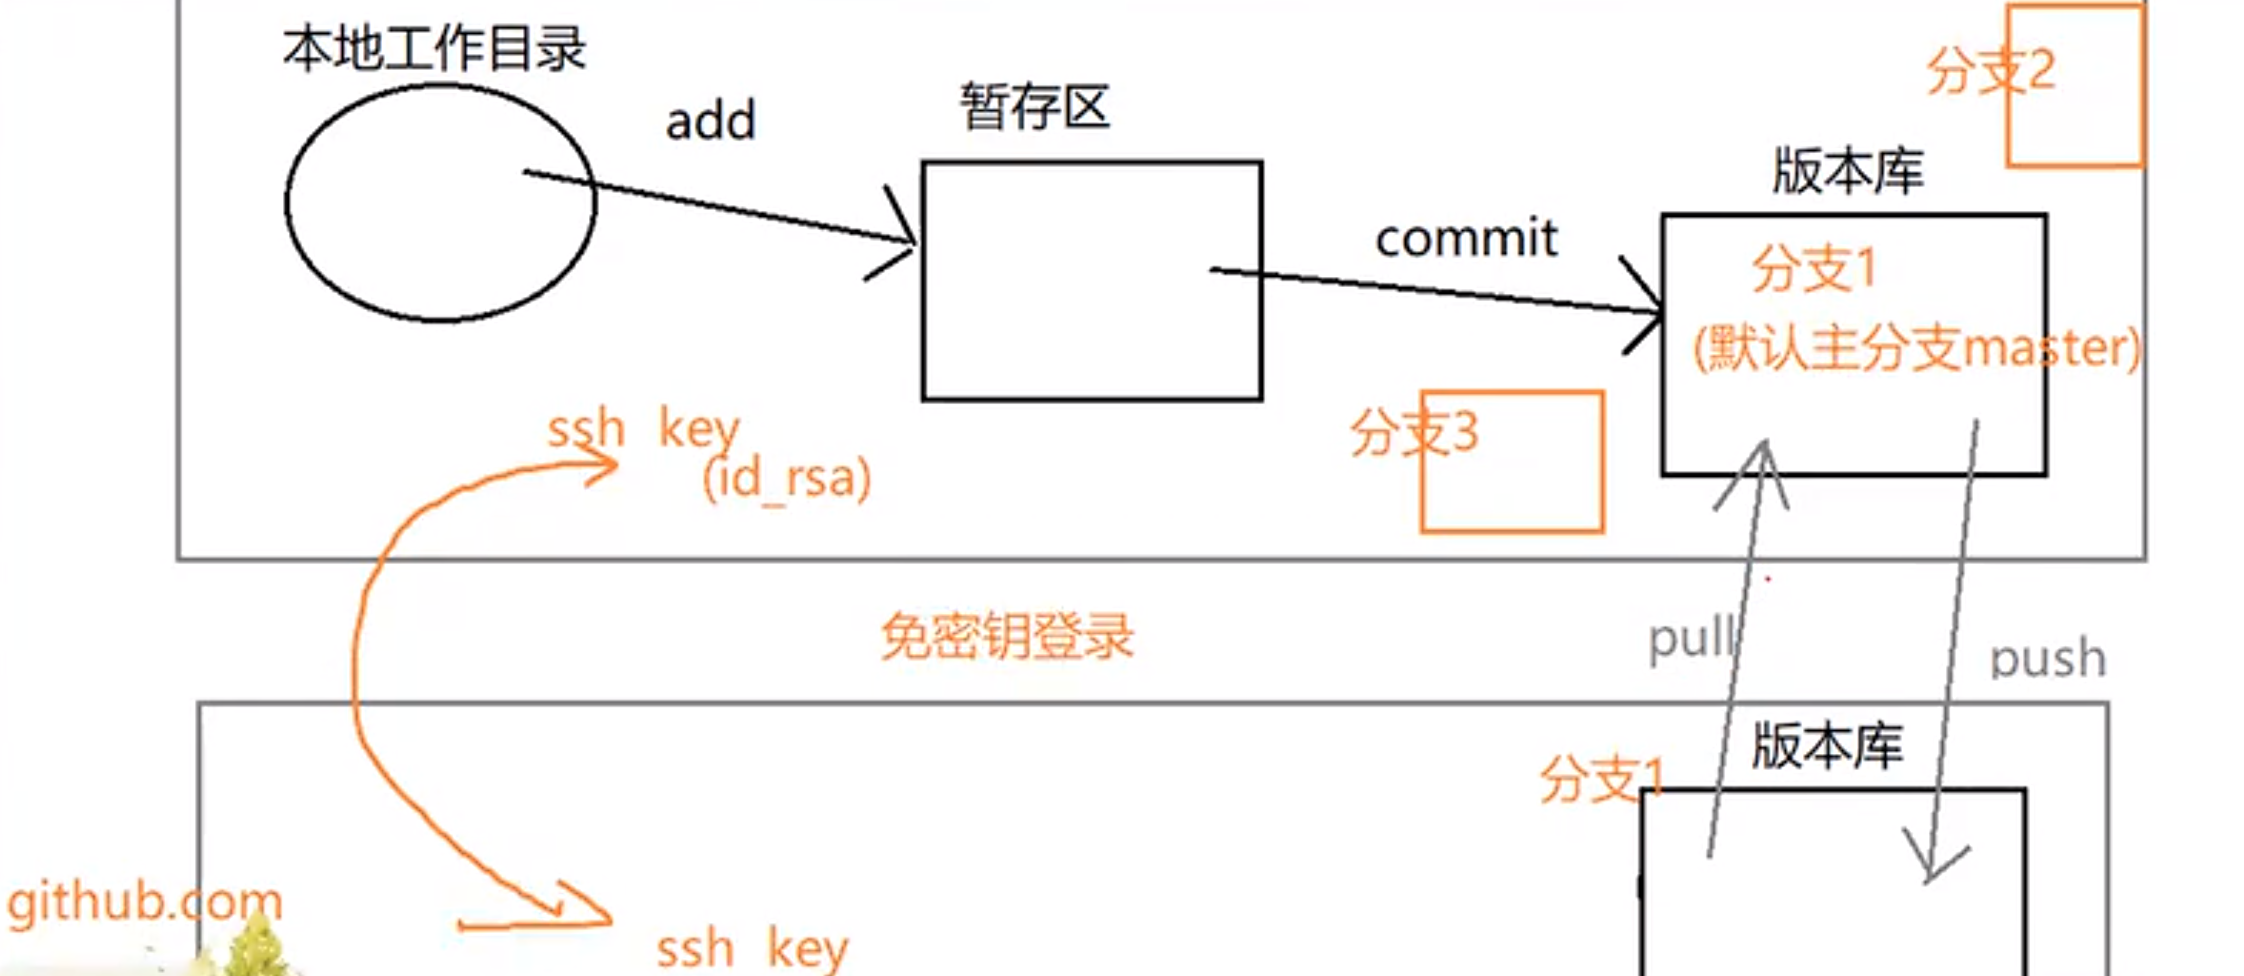 本地工作目录
add
暂存区
分支2
版本库
commit
分支1
(默认主分支master)
ssh key
(id_rsa)
分支3
免密钥登录
pull
push
版本库
分支1
github.com
ssh key